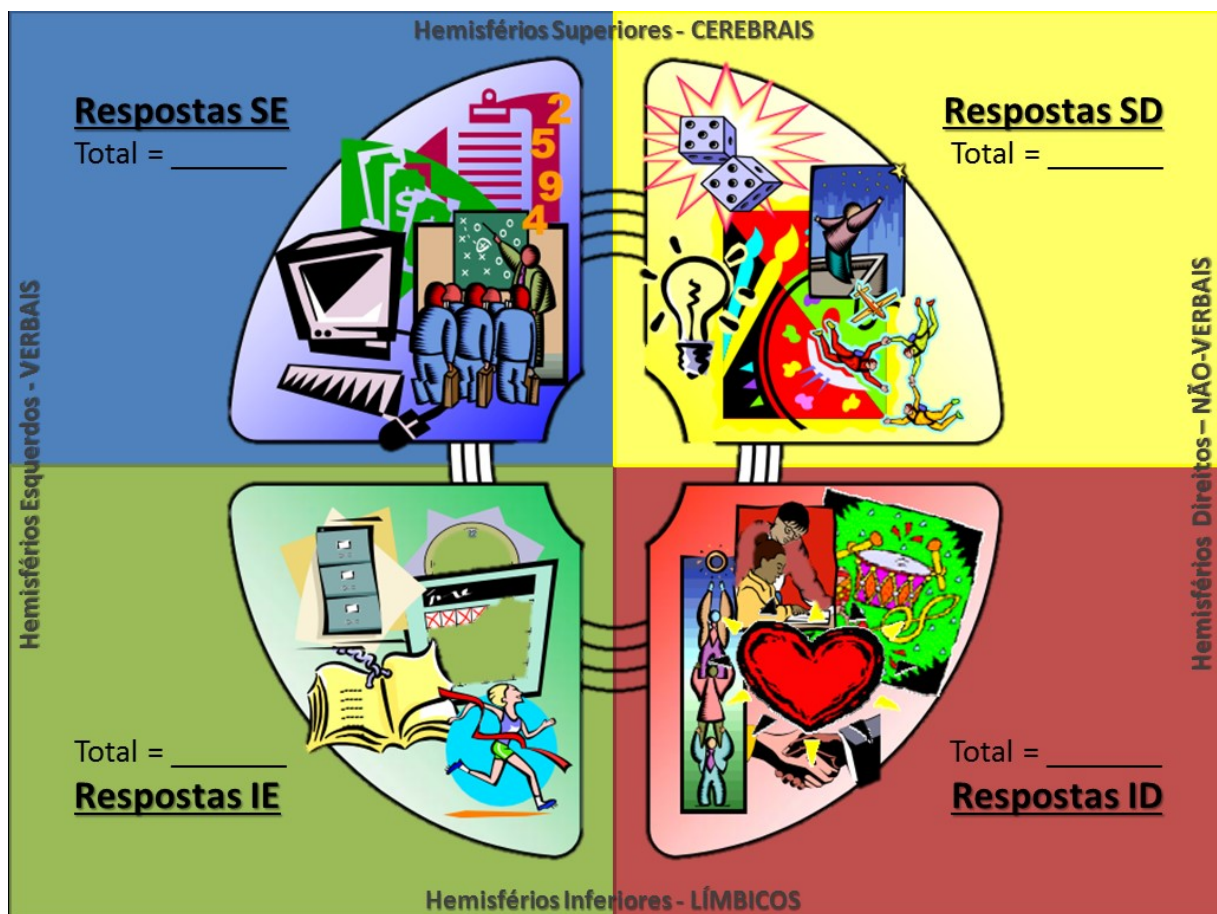 Hemisférios Superiores - CEREBRAIS
Respostas SE
Total = _______
Respostas SD
Total = _______
2
5
9
4
$
Hemisférios Esquerdos - VERBAIS
Hemisférios Direitos – NÃO-VERBAIS
Total = _______
Respostas IE
Total = _______
Respostas ID
Hemisférios Inferiores - LÍMBICOS